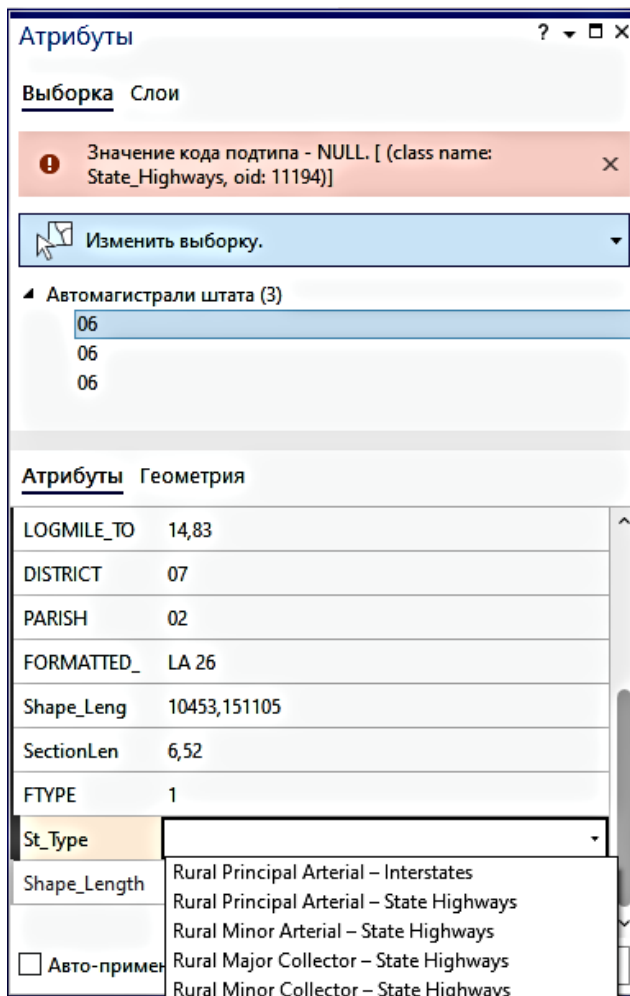 Атрибуты
Выборка Слои
Значение кода подтипа - NULL. [ (class name:
State_Highways, oid: 11194)]
Изменить выборку.
Автомагистрали штата (3)
06
06
06
Атрибуты Геометрия
LOGMILE_TO 14,83
DISTRICT 07
PARISH 02
FORMATTED_ LA 26
Shape_Leng 10453,151105
SectionLen 6,52
FTYPE 1
St_Type
Rural Principal Arterial – Interstates
Shape_Length
Rural Principal Arterial – State Highways
Rural Minor Arterial – State Highways
Авто-примен
Rural Major Collector – State Highways
Rural Minor Collector – State Highways